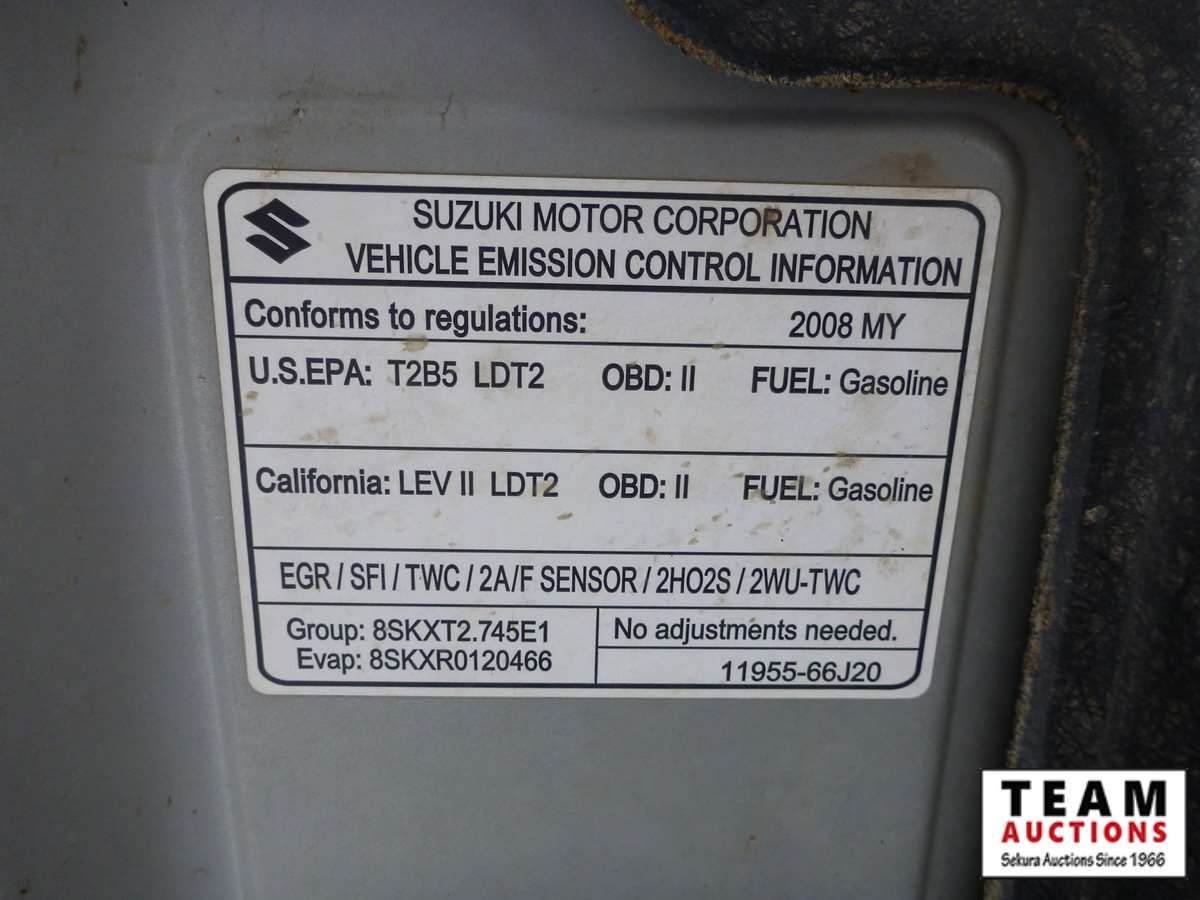 SUZUKI MOTOR CORPORATION
VEHICLE EMISSION CONTROL INFORMATION
Conforms to regulations: 2008 MY
U.S.EPA: T2B5 LDT2 OBD: II FUEL: Gasoline
California: LEV II LDT2 OBD: II FUEL: Gasoline
EGR / SFI / TWC / 2A/F SENSOR / 2HO2S / 2WU-TWC
Group: 8SKXT2.745E1
Evap: 8SKXR0120466
No adjustments needed.
11955-66J20
TEAM
AUCTIONS
Sekura Auctions Since 1966